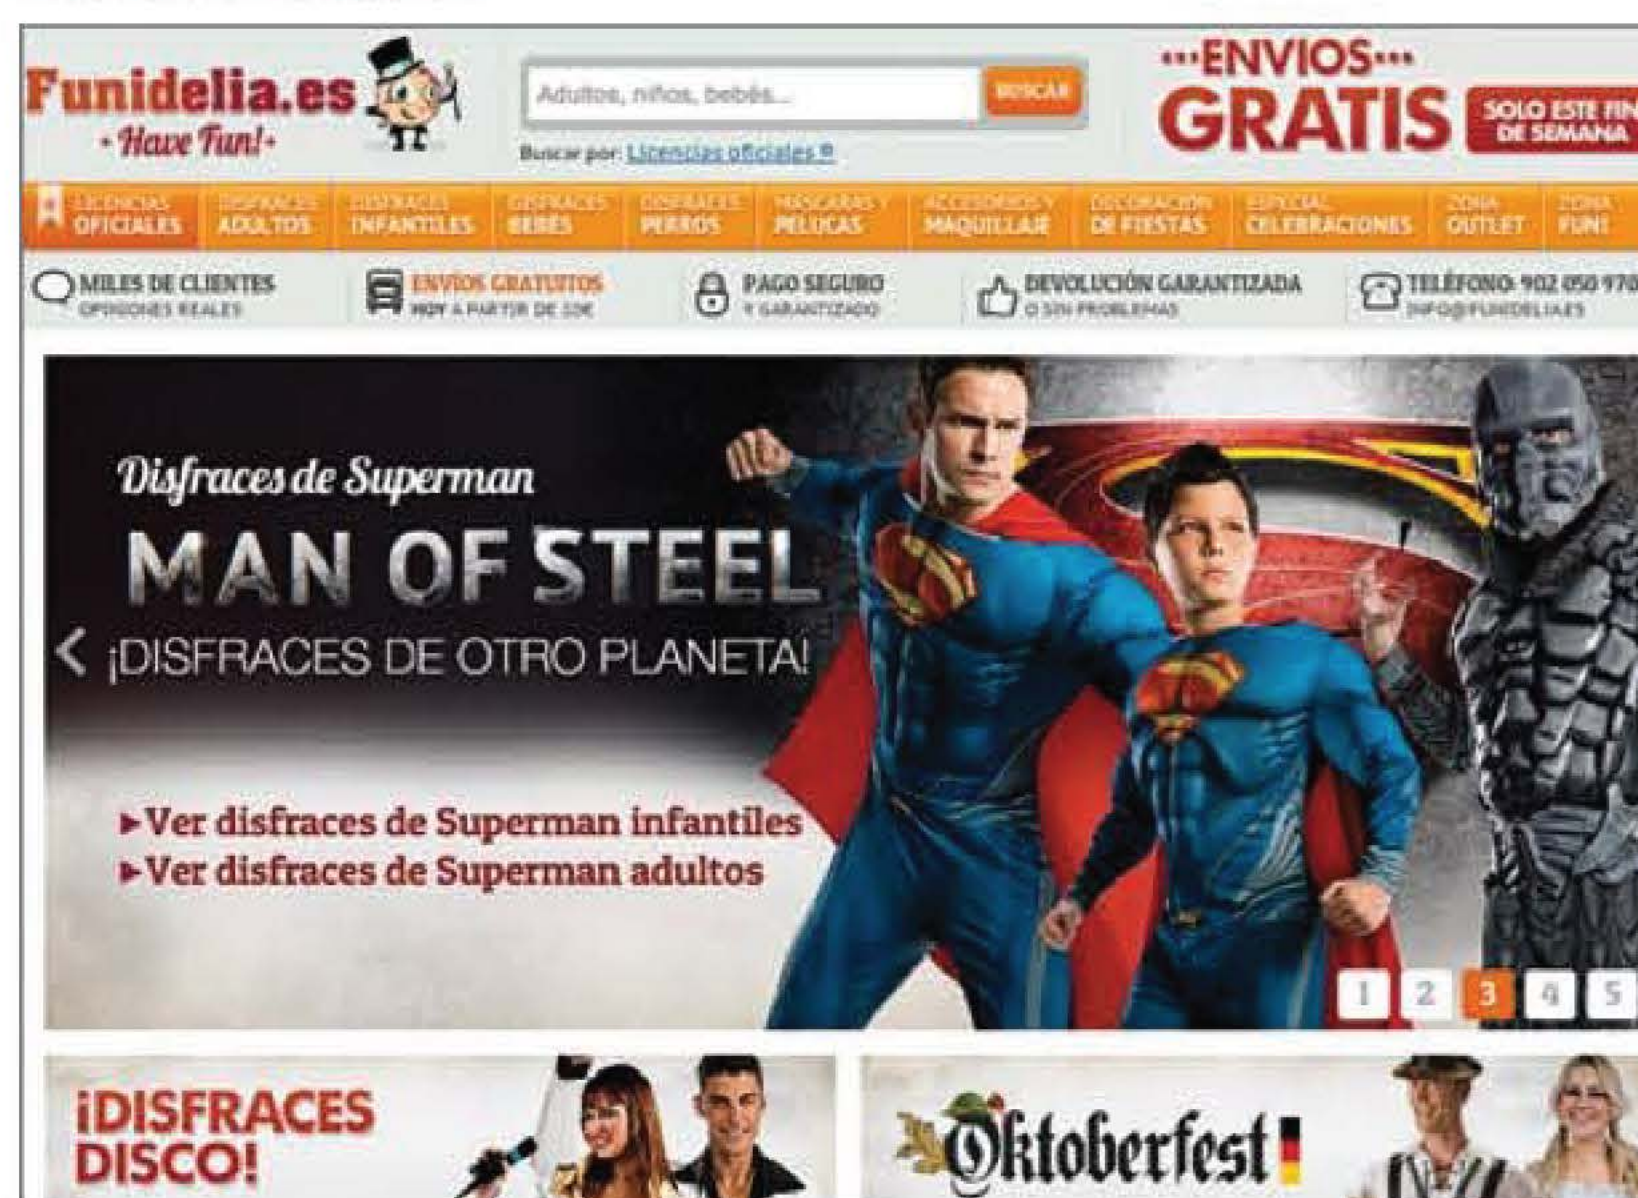 Funidelia.es
• Have Fun! •
Adultos, niños, bebés...
BUSCAR
Buscar por: Licencias oficiales
•••ENVIOS•••
GRATIS
SOLO ESTE FIN
DE SEMANA
LICENCIAS
OFICIALES
DISFRACES
ADULTOS
DISFRACES
INFANTILES
DISFRACES
BEBÉS
DISFRACES
PERROS
MÁSCARAS Y
PELUCAS
ACCESORIOS Y
MAQUILLAJE
DECORACIÓN
DE FIESTAS
ESPECIAL
CELEBRACIONES
ZONA
OUTLET
ZONA
FUN!
MILES DE CLIENTES
OPINIONES REALES
ENVÍOS GRATUITOS
HOY A PARTIR DE
PAGO SEGURO
Y GARANTIZADO
DEVOLUCIÓN GARANTIZADA
O SIN PROBLEMAS
TELÉFONO: 902 050 970
INFO@FUNIDELIA.ES
Disfraces de Superman
MAN OF STEEL
¡DISFRACES DE OTRO PLANETA!
►Ver disfraces de Superman infantiles
►Ver disfraces de Superman adultos
1 2 3 4 5
¡DISFRACES
DISCO!
Oktoberfest